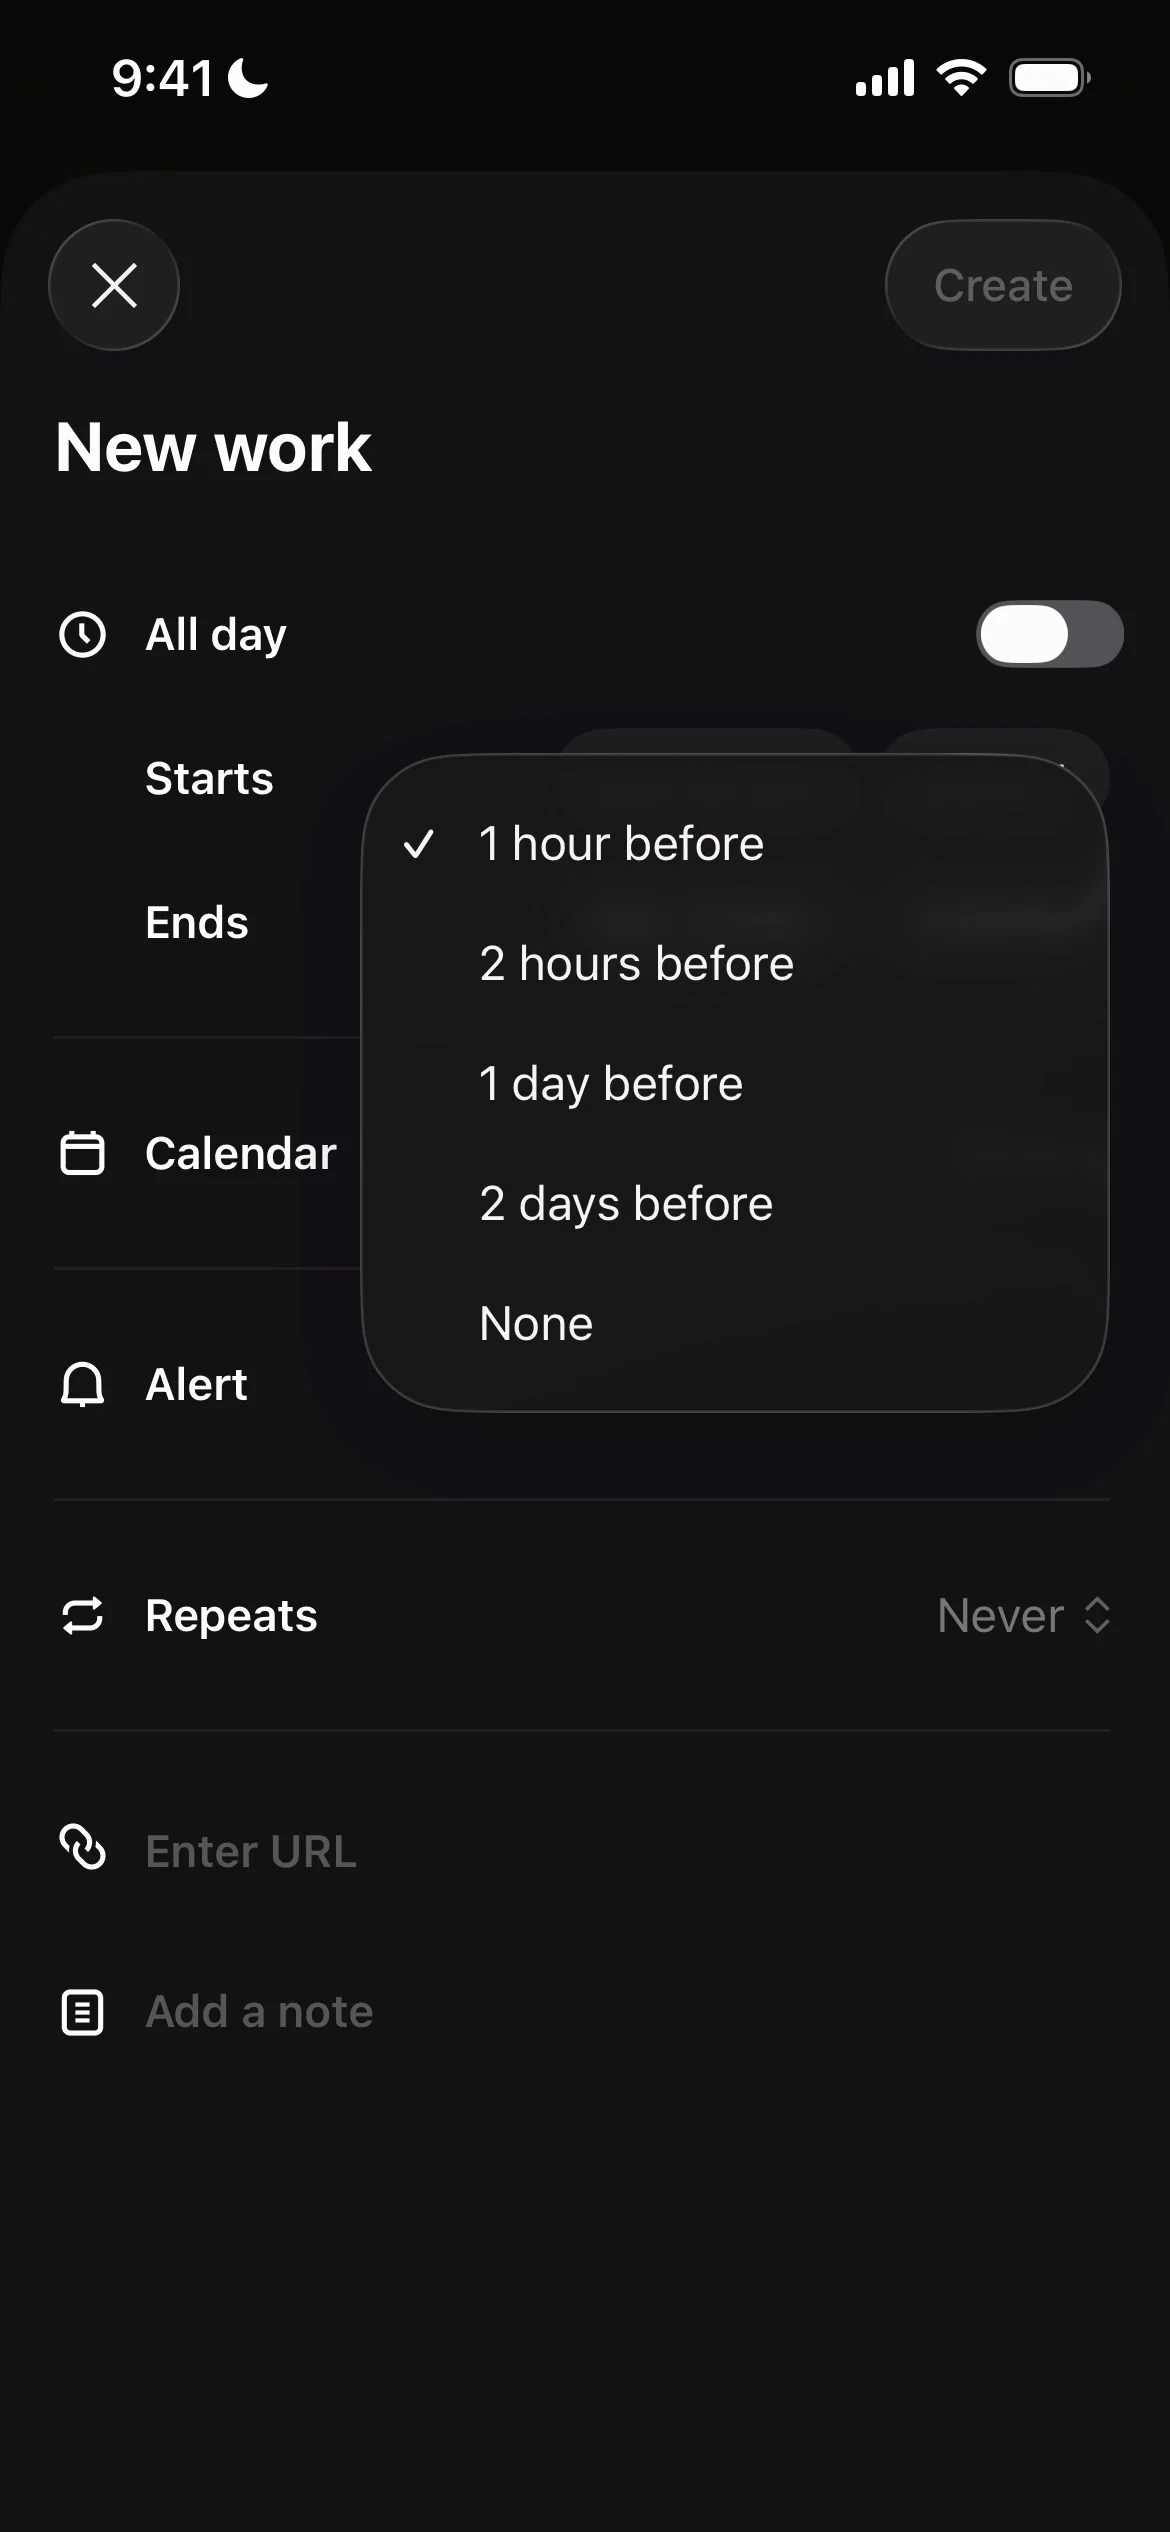 9:41
Create
New work
All day
Starts
Ends
1 hour before
2 hours before
1 day before
2 days before
None
Calendar
Alert
Repeats
Never
Enter URL
Add a note